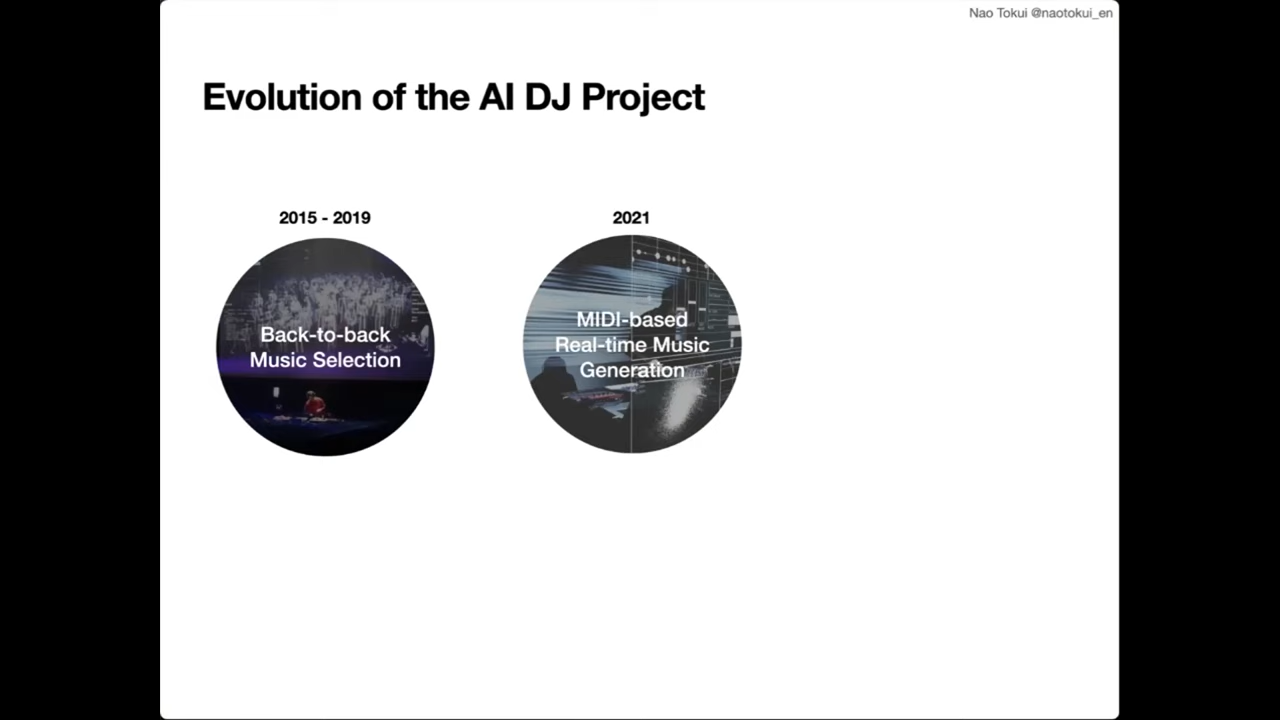 Nao Tokui @naotokui_en
Evolution of the AI DJ Project
2015 - 2019
2021
Back-to-back
Music Selection
MIDI-based
Real-time Music
Generation